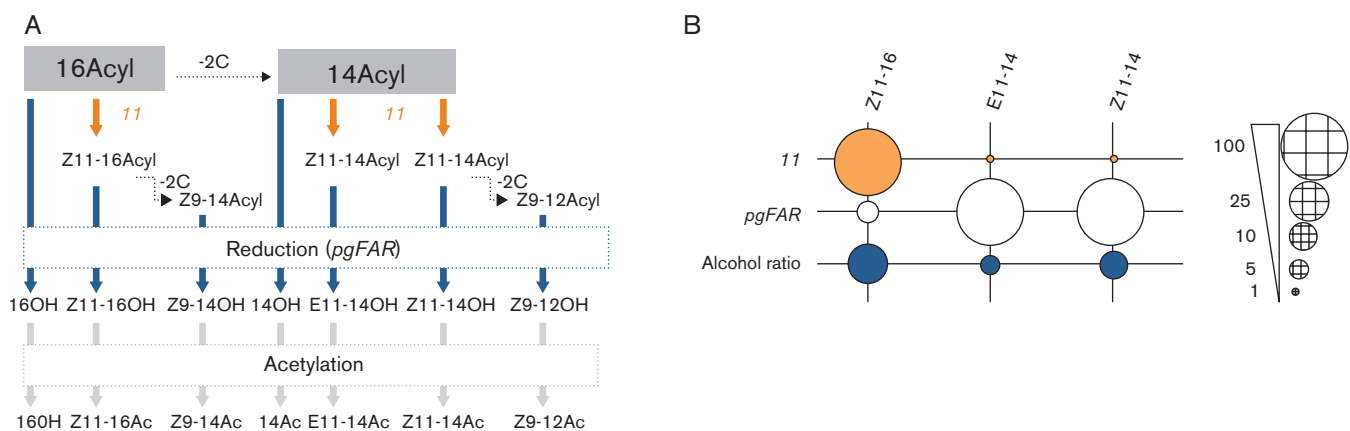 A
16Acyl
-2C
14Acyl
11
11
Z11-16Acyl
Z11-14Acyl
Z11-14Acyl
-2C
-2C
Z9-14Acyl
Z9-12Acyl
Reduction (pgFAR)
16OH Z11-16OH Z9-14OH 14OH E11-14OH Z11-14OH Z9-12OH
Acetylation
160H Z11-16Ac Z9-14Ac 14Ac E11-14Ac Z11-14Ac Z9-12Ac
B
Z11-16
E11-14
Z11-14
11
pgFAR
Alcohol ratio
100
25
10
5
1